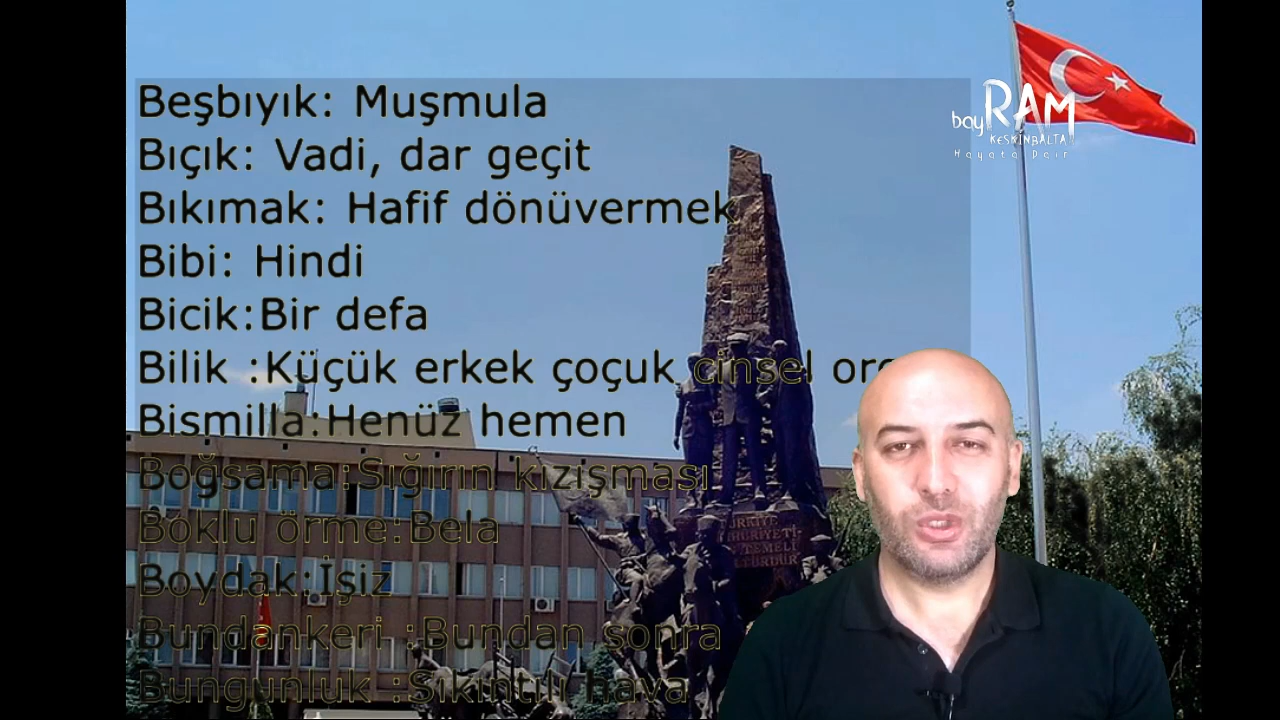 Beşbıyık: Muşmula
Bıçık: Vadi, dar geçit
Bıkımak: Hafif dönüvermek
Bibi: Hindi
Bicik:Bir defa
Bilik :Küçük erkek çoçuk cinsel
Bismilla:Henüz hemen
Boğsama:Sığırın kızışması
Boklu örme:Bela
Boydak:İşiz
Bundankeri :Bundan sonra
Bungunluk :Sıkıntılı hava
bayRAM
KESKİNBALTA
Hayata Dair
TEMELİ